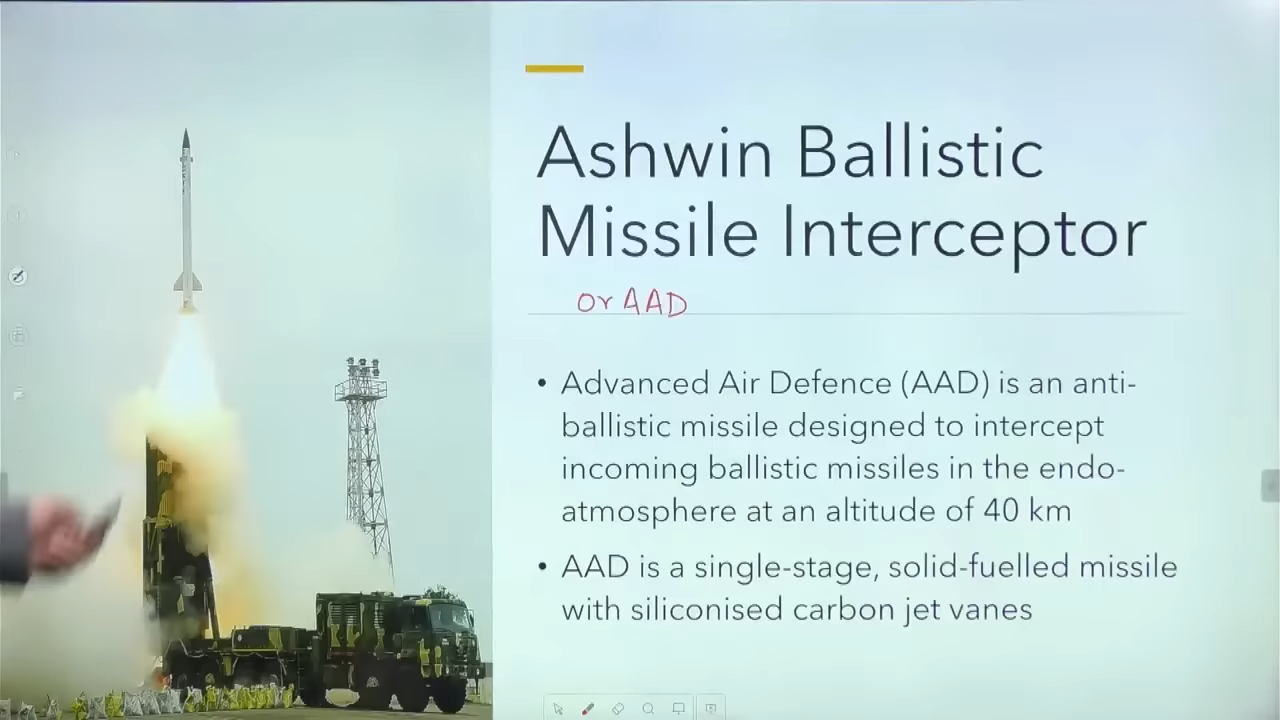 Ashwin Ballistic
Missile Interceptor
or AAD
• Advanced Air Defence (AAD) is an anti-
ballistic missile designed to intercept
incoming ballistic missiles in the endo-
atmosphere at an altitude of 40 km
• AAD is a single-stage, solid-fuelled missile
with siliconised carbon jet vanes